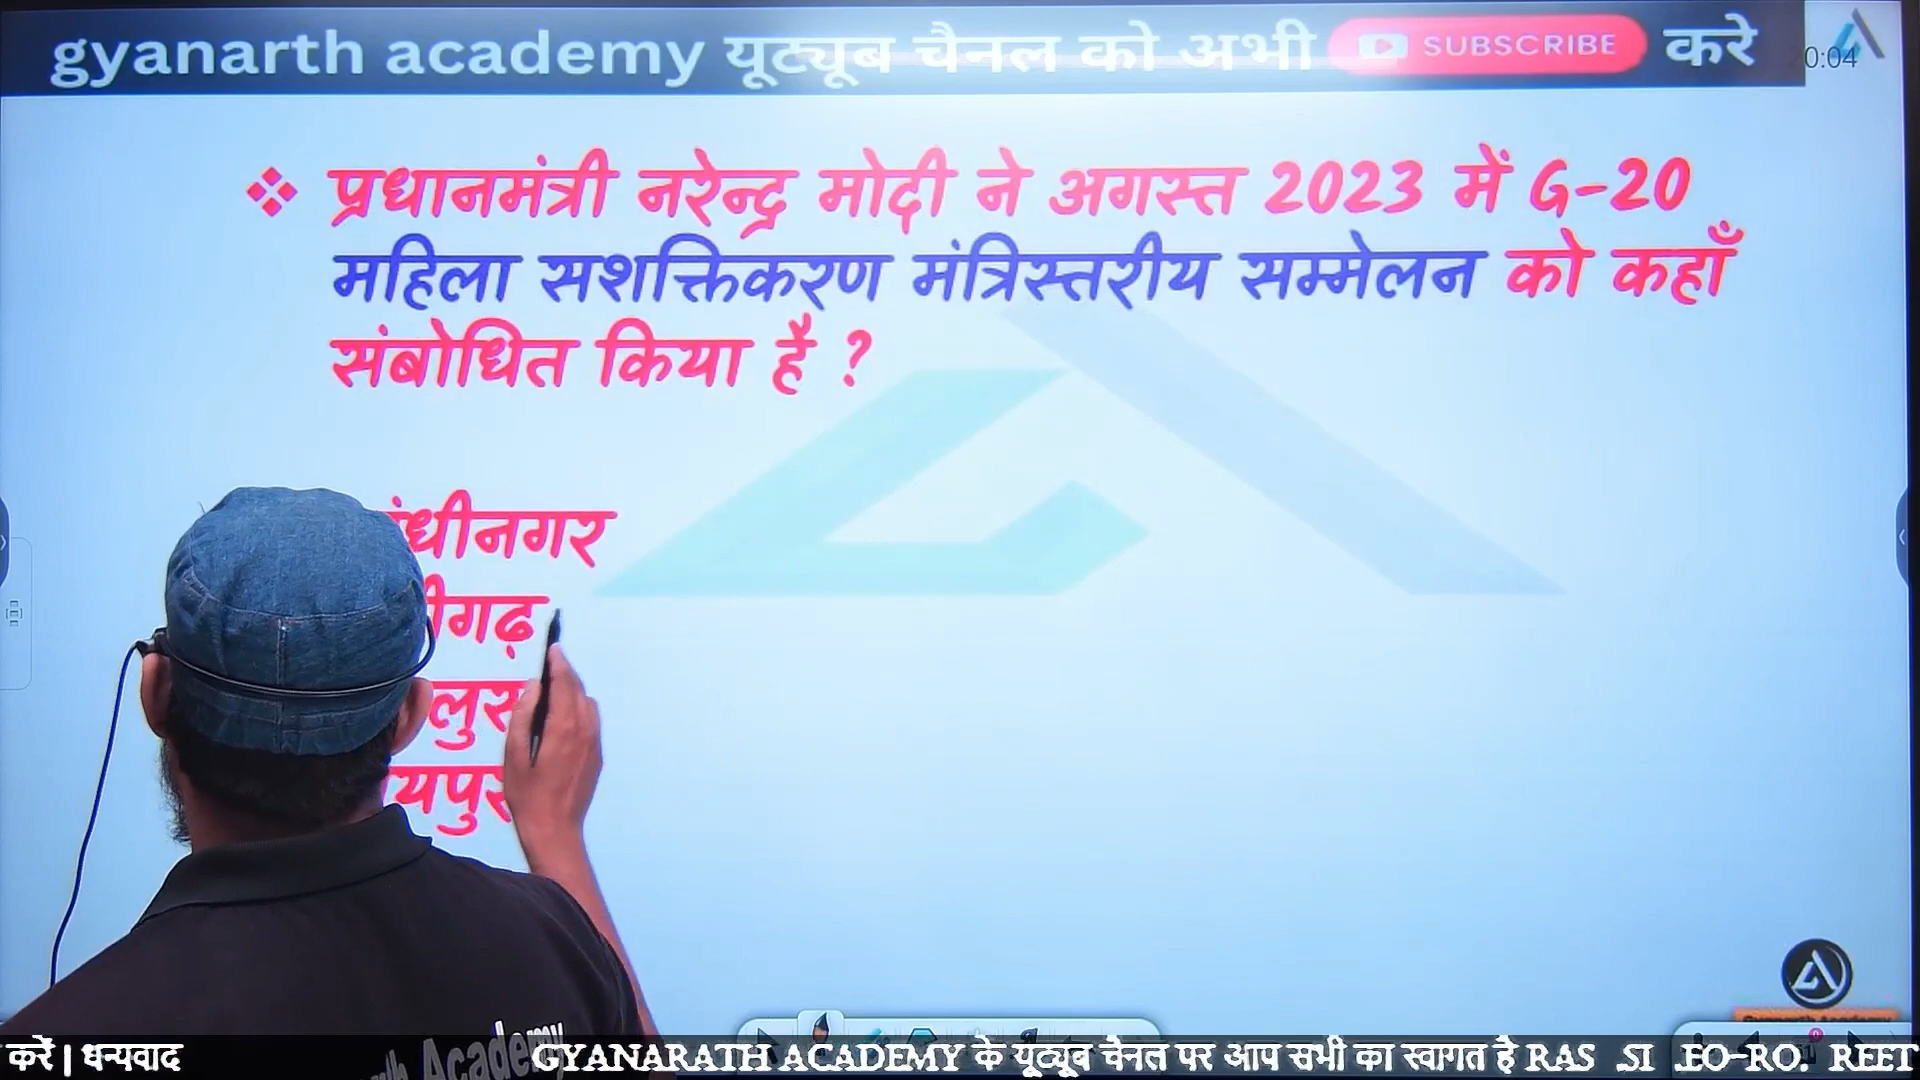 gyanarth academy यूट्यूब चैनल को अभी SUBSCRIBE करे
0:04
❖ प्रधानमंत्री नरेन्द्र मोदी ने अगस्त 2023 में G-20
महिला सशक्तिकरण मंत्रिस्तरीय सम्मेलन को कहाँ
संबोधित किया है ?
ंधीनगर
ीगढ़
लुरु
यपुर
Academy
करें | धन्यवाद GYANARATH ACADEMY के यूट्यूब चैनल पर आप सभी का स्वागत है RAS .SI .EO-RO. REET